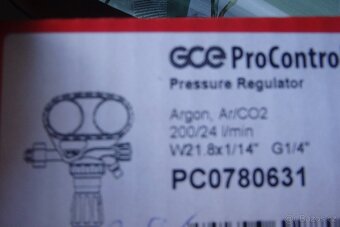 GCE ProContro
Pressure Regulator
Argon, Ar/CO2
200/24 l/min
W21.8x1/14" G1/4"
PC0780631